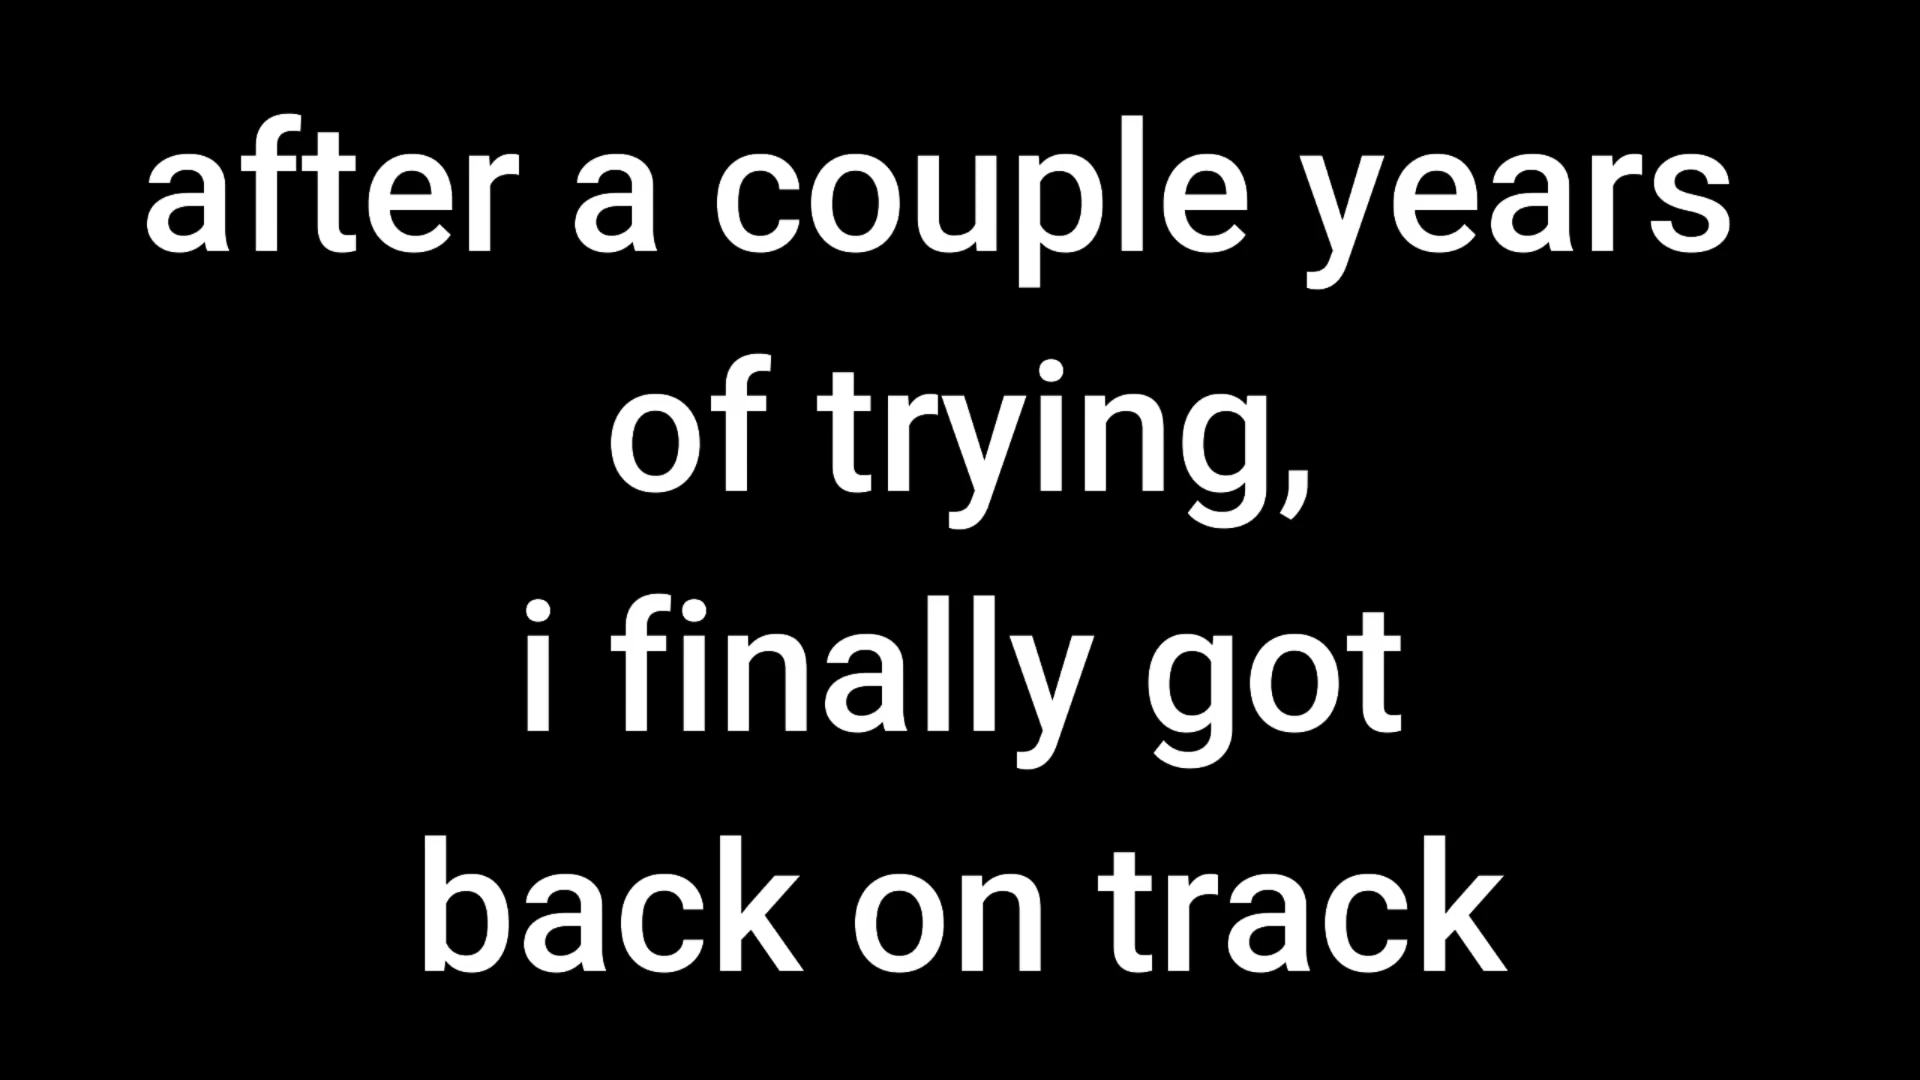 after a couple years
of trying,
i finally got
back on track